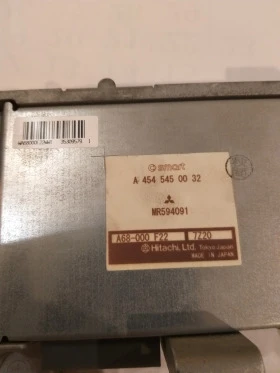 smart
A 454 545 00 32
MR594091
A68-000 F22 7Z20
Hitachi, Ltd. Tokyo Japan
MADE IN JAPAN